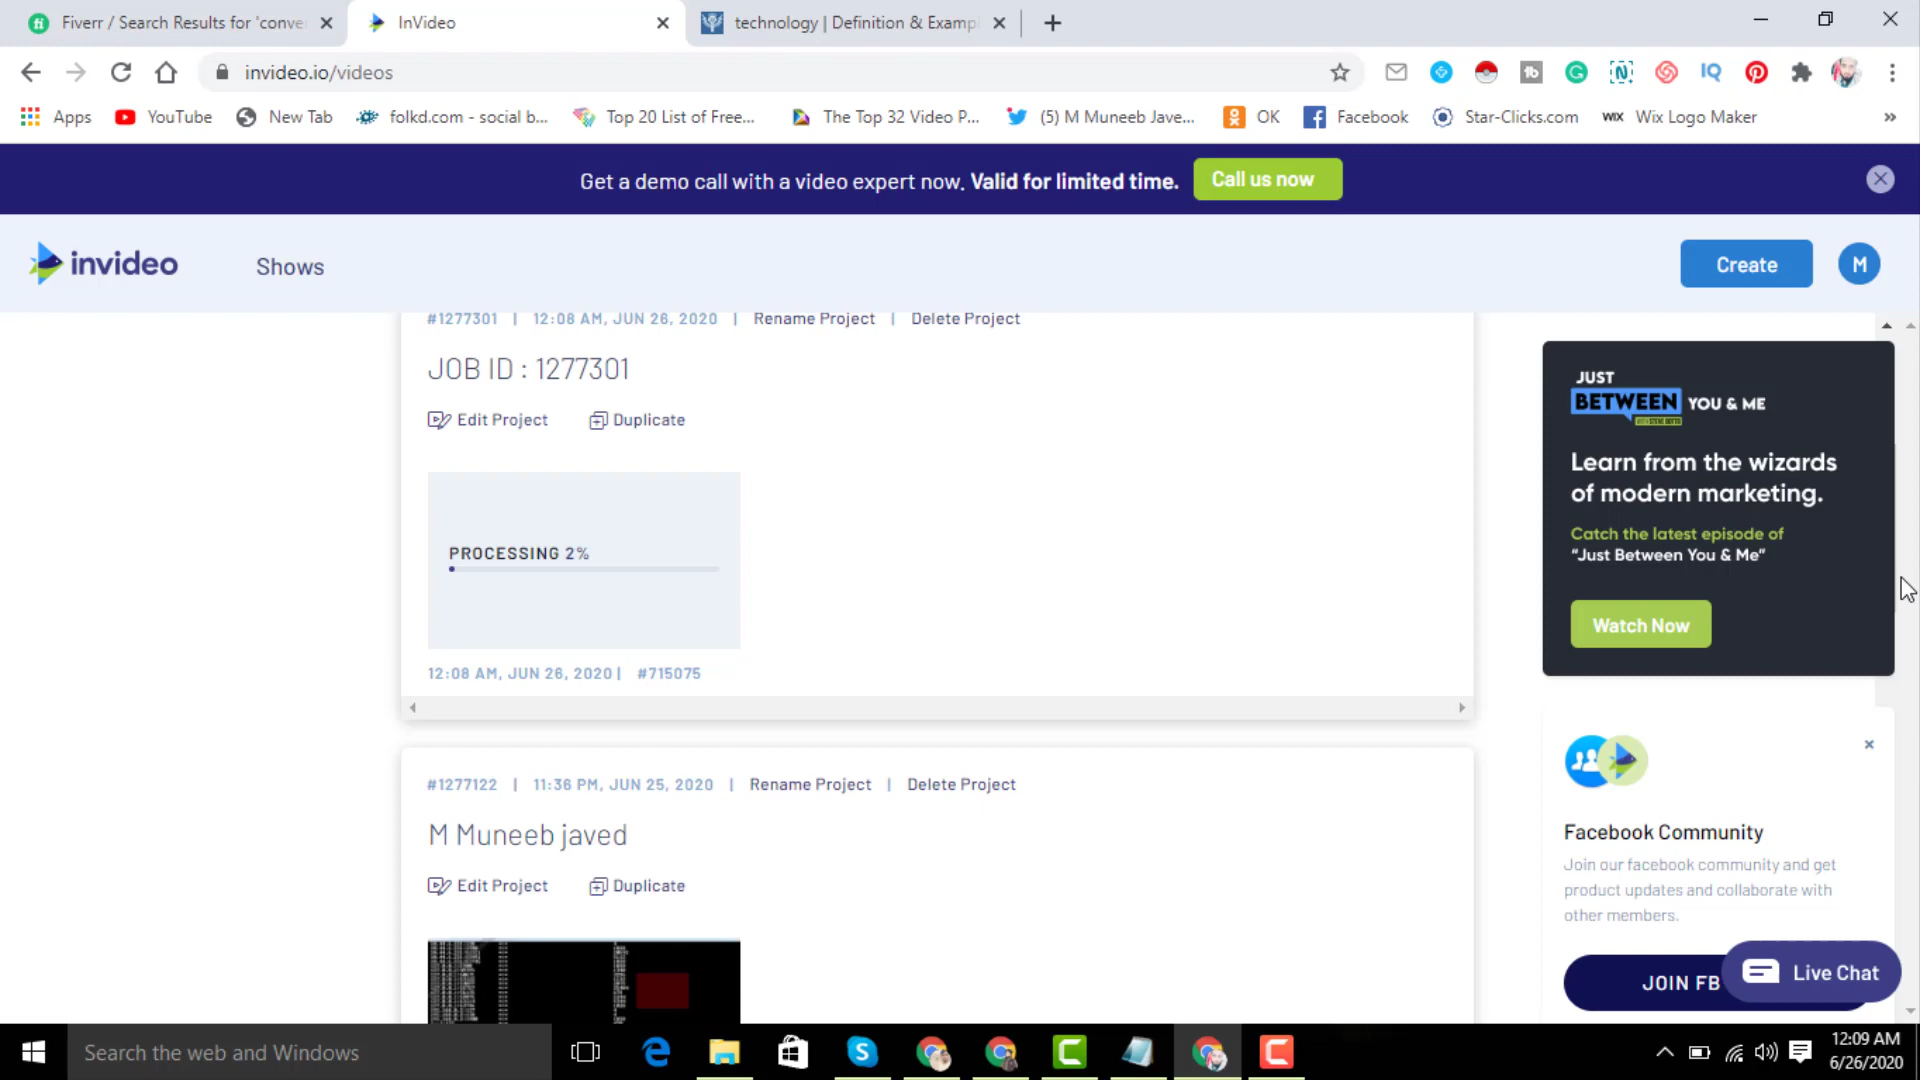 Fiverr / Search Results for 'conver
InVideo
technology | Definition & Examp
invideo.io/videos
Apps
YouTube
New Tab
folkd.com - social b...
Top 20 List of Free...
The Top 32 Video P...
(5) M Muneeb Jave...
OK
Facebook
Star-Clicks.com
WIX Wix Logo Maker
Get a demo call with a video expert now. Valid for limited time.
Call us now
invideo
Shows
Create
M
#1277301 | 12:08 AM, JUN 26, 2020 | Rename Project | Delete Project
JOB ID : 1277301
Edit Project
Duplicate
PROCESSING 2%
12:08 AM, JUN 26, 2020 | #715075
JUST
BETWEEN YOU & ME
Learn from the wizards
of modern marketing.
Catch the latest episode of
“Just Between You & Me”
Watch Now
#1277122 | 11:36 PM, JUN 25, 2020 | Rename Project | Delete Project
M Muneeb javed
Edit Project
Duplicate
Facebook Community
Join our facebook community and get
product updates and collaborate with
other members.
JOIN FB
Live Chat
Search the web and Windows
12:09 AM
6/26/2020